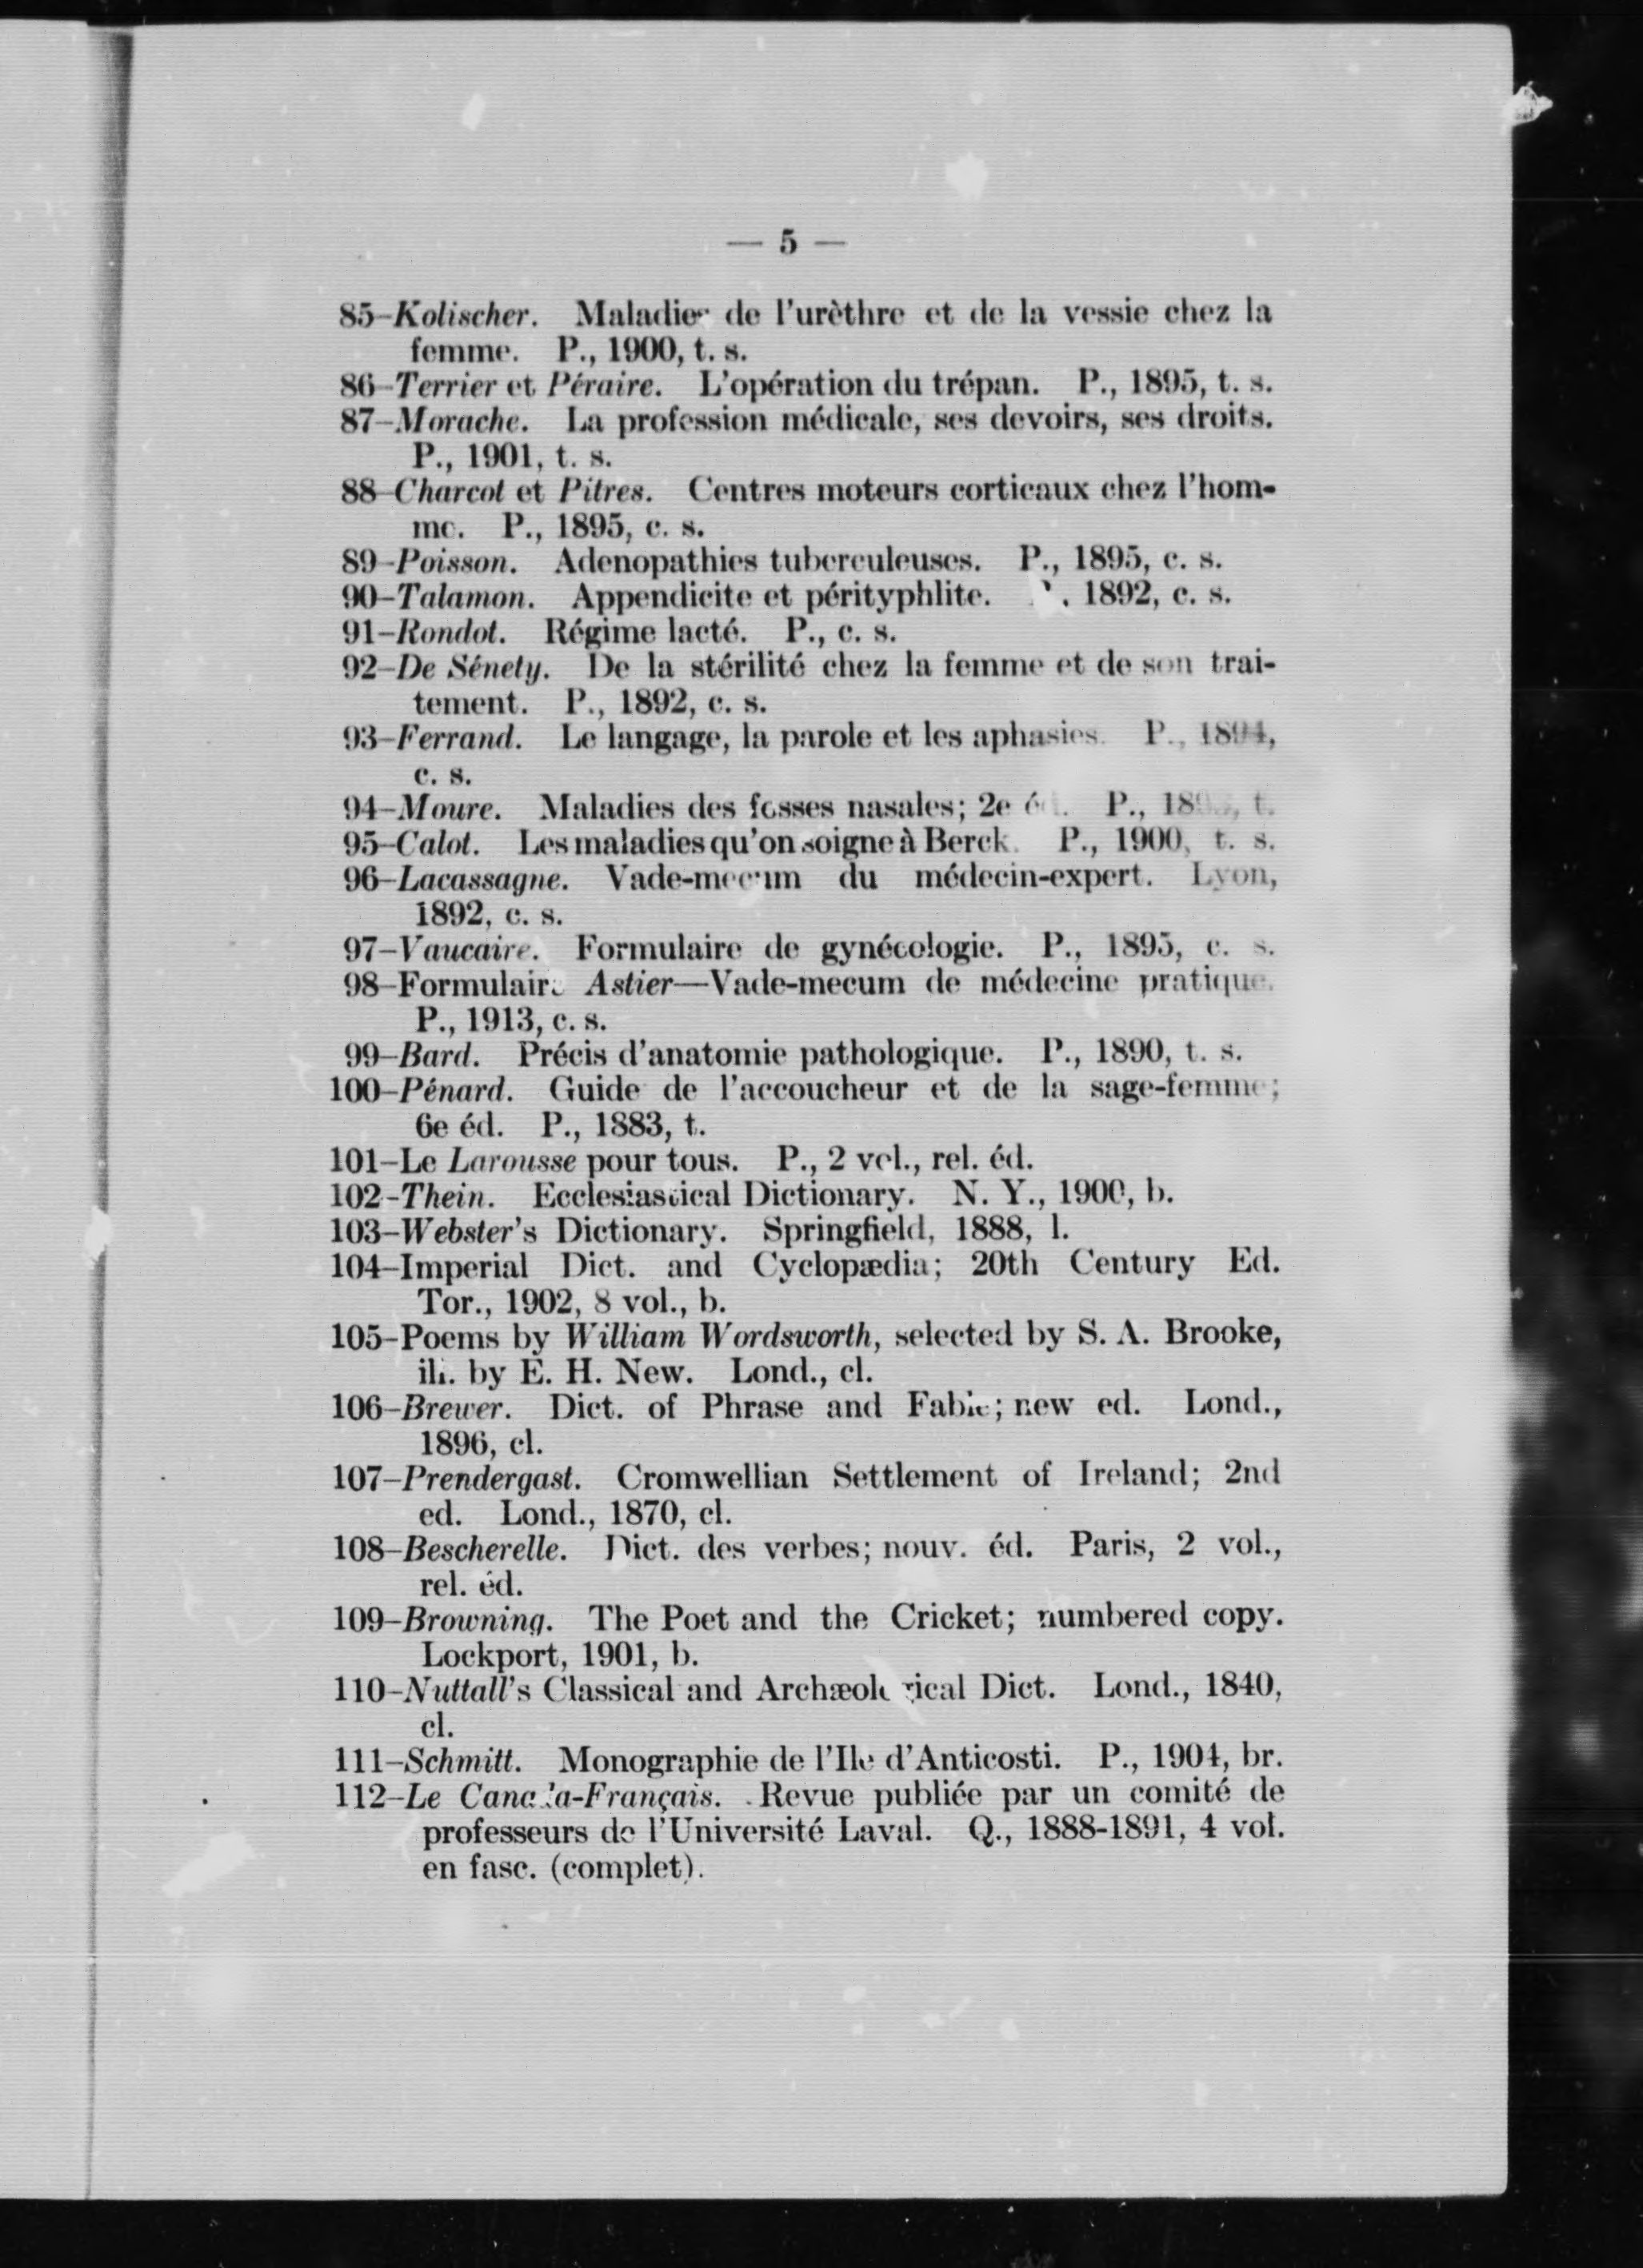 — 5 —
85–Kolischer. Maladies de l'urèthre et de la vessie chez la
femme. P., 1900, t. s.
86–Terrier et Péraire. L'opération du trépan. P., 1895, t. s.
87–Morache. La profession médicale, ses devoirs, ses droits.
P., 1901, t. s.
88–Charcot et Pitres. Centres moteurs corticaux chez l'hom-
me. P., 1895, c. s.
89–Poisson. Adenopathies tuberculeuses. P., 1895, c. s.
90–Talamon. Appendicite et pérityphlite. 1892, c. s.
91–Rondot. Régime lacté. P., c. s.
92–De Sénety. De la stérilité chez la femme et de son trai-
tement. P., 1892, c. s.
93–Ferrand. Le langage, la parole et les aphasies. P., 1894,
c. s.
94–Moure. Maladies des fosses nasales; 2e P., t.
95–Calot. Les maladies qu'on soigne à Berck. P., 1900, t. s.
96–Lacassagne. Vade-mecum du médecin-expert. Lyon,
1892, c. s.
97–Vaucaire. Formulaire de gynécologie. P., 1895, c. s.
98–Formulaire Astier—Vade-mecum de médecine pratique.
P., 1913, c. s.
99–Bard. Précis d'anatomie pathologique. P., 1890, t. s.
100–Pénard. Guide de l'accoucheur et de la sage-femme;
6e éd. P., 1883, t.
101–Le Larousse pour tous. P., 2 vol., rel. éd.
102–Thein. Ecclesiastical Dictionary. N. Y., 1900, b.
103–Webster's Dictionary. Springfield, 1888, l.
104–Imperial Dict. and Cyclopædia; 20th Century Ed.
Tor., 1902, 8 vol., b.
105–Poems by William Wordsworth, selected by S. A. Brooke,
ill. by E. H. New. Lond., cl.
106–Brewer. Dict. of Phrase and Fable; new ed. Lond.,
1896, cl.
107–Prendergast. Cromwellian Settlement of Ireland; 2nd
ed. Lond., 1870, cl.
108–Bescherelle. Dict. des verbes; nouv. éd. Paris, 2 vol.,
rel. éd.
109–Browning. The Poet and the Cricket; numbered copy.
Lockport, 1901, b.
110–Nuttall's Classical and Archæological Dict. Lond., 1840,
cl.
111–Schmitt. Monographie de l'Ile d'Anticosti. P., 1904, br.
112–Le Canada-Français. Revue publiée par un comité de
professeurs de l'Université Laval. Q., 1888-1891, 4 vol.
en fasc. (complet).